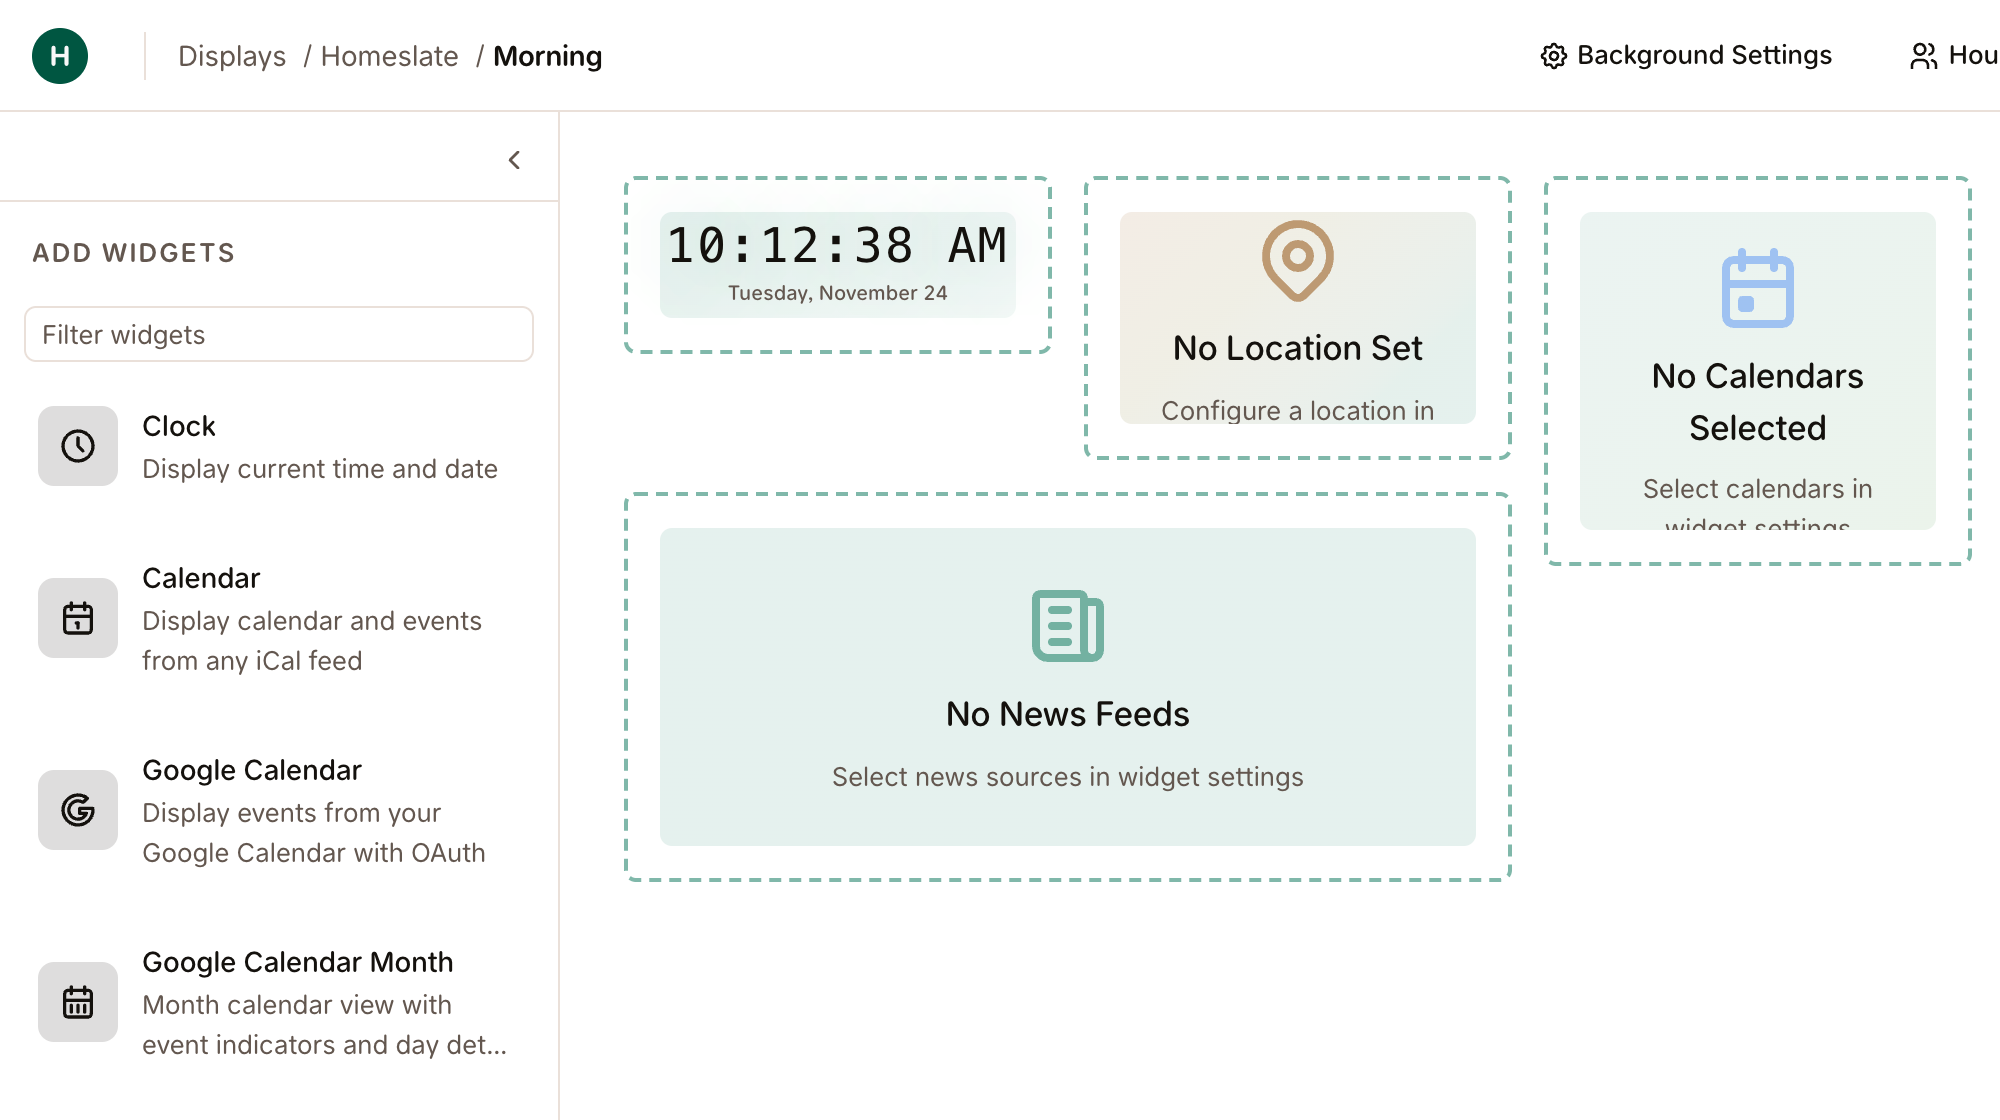 H
Displays / Homeslate / Morning
Background Settings
Hou
ADD WIDGETS
Filter widgets
Clock
Display current time and date
Calendar
Display calendar and events
from any iCal feed
Google Calendar
Display events from your
Google Calendar with OAuth
Google Calendar Month
Month calendar view with
event indicators and day det...
10:12:38 AM
Tuesday, November 24
No Location Set
Configure a location in
No Calendars
Selected
Select calendars in
widget settings
No News Feeds
Select news sources in widget settings